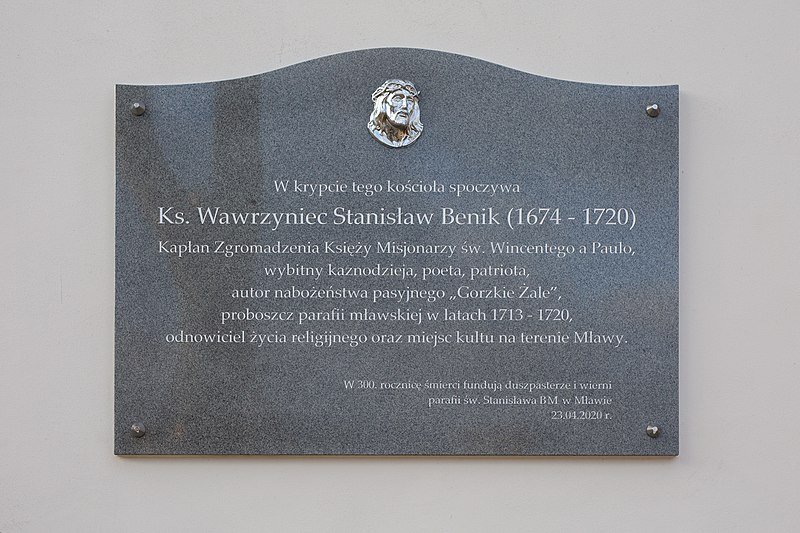 W krypcie tego kościoła spoczywa
Ks. Wawrzyniec Stanisław Benik (1674 - 1720)
Kapłan Zgromadzenia Księży Misjonarzy św. Wincentego a Paulo,
wybitny kaznodzieja, poeta, patriota,
autor nabożeństwa pasyjnego „Gorzkie Żale”,
proboszcz parafii mławskiej w latach 1713 - 1720,
odnowiciel życia religijnego oraz miejsc kultu na terenie Mławy.
W 300. rocznicę śmierci fundują duszpasterze i wierni
parafii św. Stanisława BM w Mławie
23.04.2020 r.